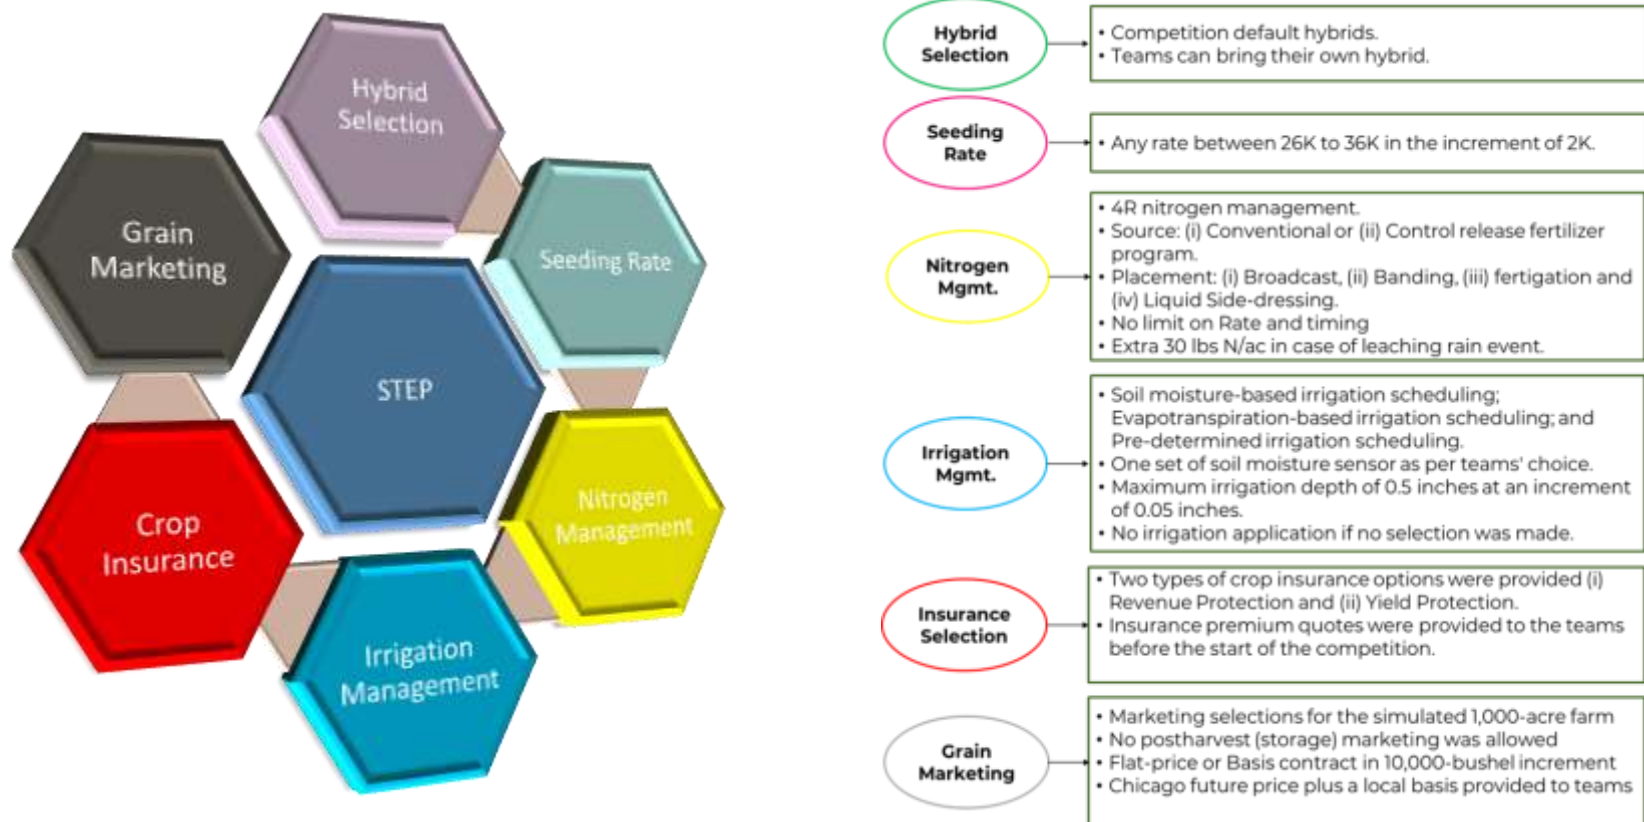 Hybrid
Selection
Grain
Marketing
Seeding Rate
STEP
Nitrogen
Management
Crop
Insurance
Irrigation
Management
Hybrid
Selection
• Competition default hybrids.
• Teams can bring their own hybrid.
Seeding
Rate
• Any rate between 26K to 36K in the increment of 2K.
Nitrogen
Mgmt.
• 4R nitrogen management.
• Source: (i) Conventional or (ii) Control release fertilizer
program.
• Placement: (i) Broadcast, (ii) Banding, (iii) fertigation and
(iv) Liquid Side-dressing.
• No limit on Rate and timing
• Extra 30 lbs N/ac in case of leaching rain event.
Irrigation
Mgmt.
• Soil moisture-based irrigation scheduling;
Evapotranspiration-based irrigation scheduling; and
Pre-determined irrigation scheduling.
• One set of soil moisture sensor as per teams' choice.
• Maximum irrigation depth of 0.5 inches at an increment
of 0.05 inches.
• No irrigation application if no selection was made.
Insurance
Selection
• Two types of crop insurance options were provided (i)
Revenue Protection and (ii) Yield Protection.
• Insurance premium quotes were provided to the teams
before the start of the competition.
Grain
Marketing
• Marketing selections for the simulated 1,000-acre farm
• No postharvest (storage) marketing was allowed
• Flat-price or Basis contract in 10,000-bushel increment
• Chicago future price plus a local basis provided to teams